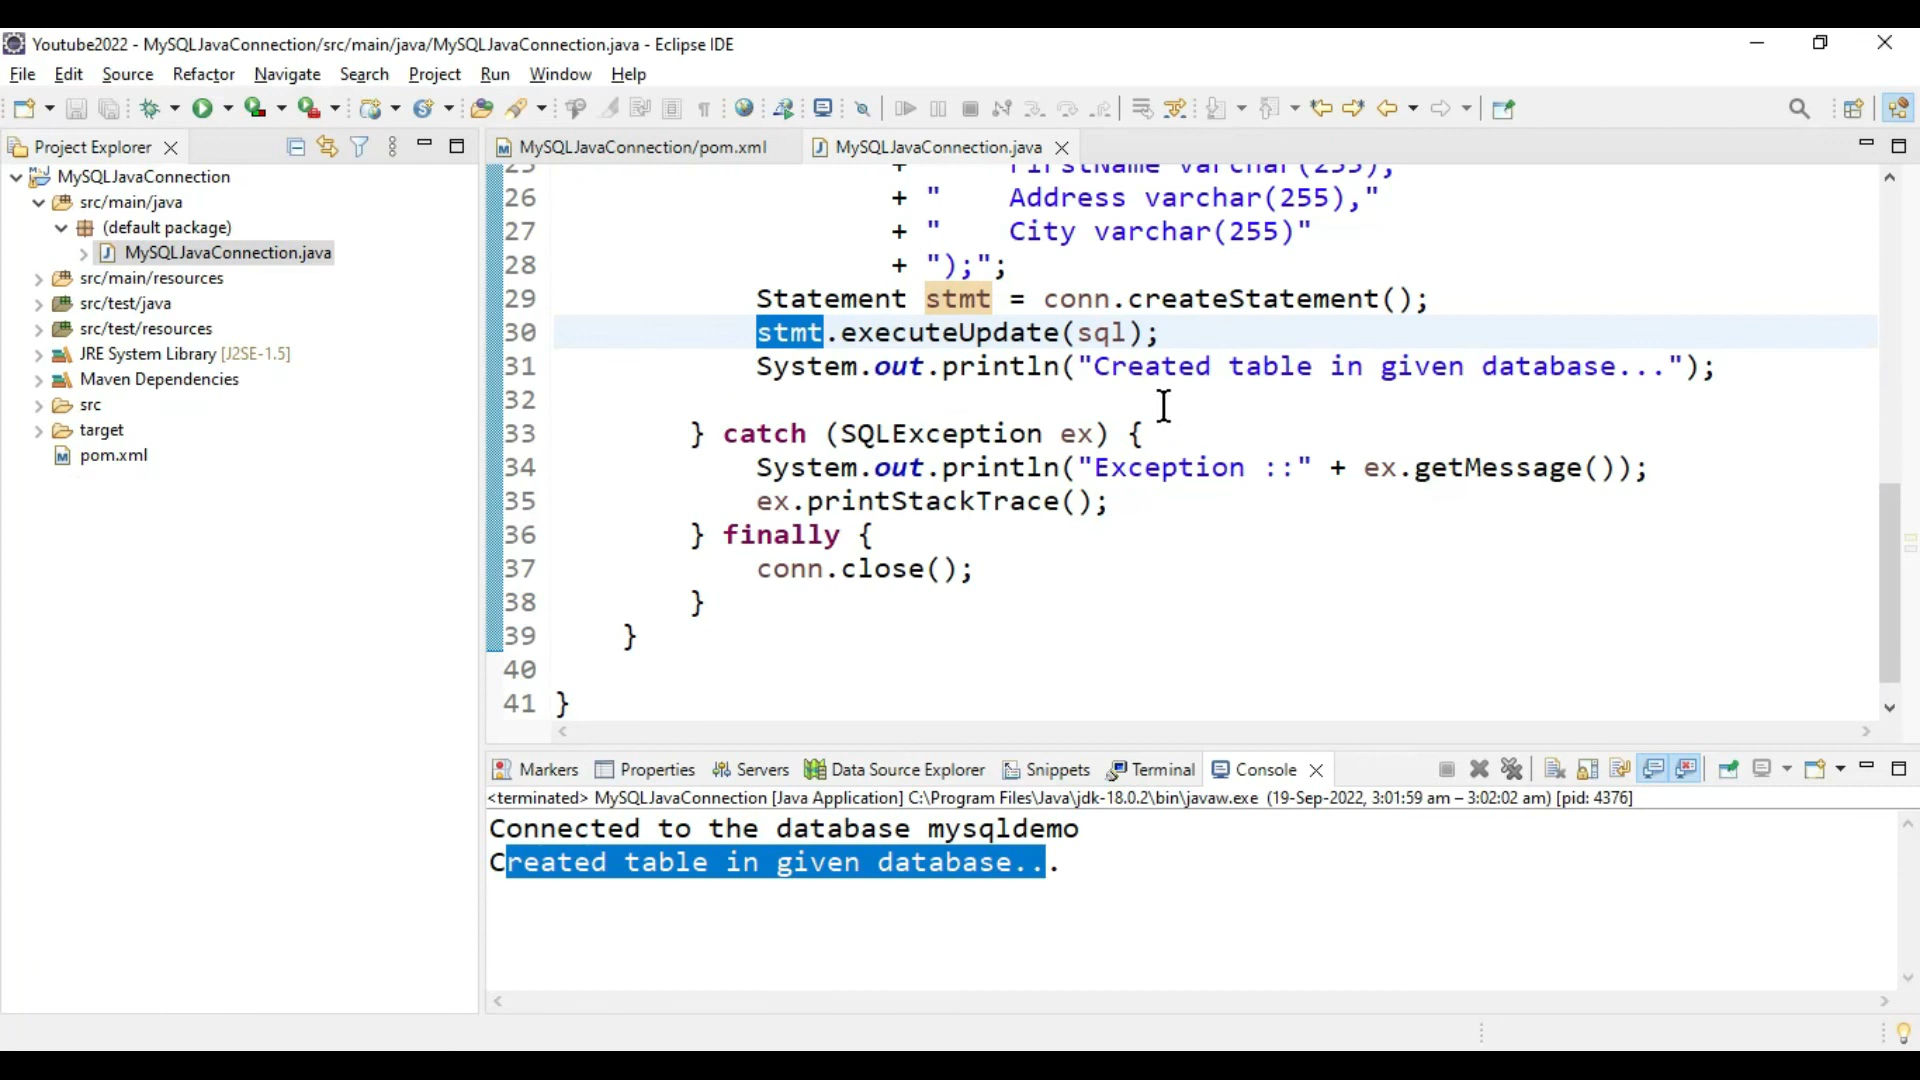 Youtube2022 - MySQLJavaConnection/src/main/java/MySQLJavaConnection.java - Eclipse IDE
File Edit Source Refactor Navigate Search Project Run Window Help
Project Explorer
MySQLJavaConnection
src/main/java
(default package)
MySQLJavaConnection.java
src/main/resources
src/test/java
src/test/resources
JRE System Library [J2SE-1.5]
Maven Dependencies
src
target
pom.xml
MySQLJavaConnection/pom.xml MySQLJavaConnection.java
25 + " FirstName varchar(255),
26 + " Address varchar(255),"
27 + " City varchar(255)"
28 + ");";
29 Statement stmt = conn.createStatement();
30 stmt.executeUpdate(sql);
31 System.out.println("Created table in given database...");
32
33 } catch (SQLException ex) {
34 System.out.println("Exception ::" + ex.getMessage());
35 ex.printStackTrace();
36 } finally {
37 conn.close();
38 }
39 }
40
41 }
Markers Properties Servers Data Source Explorer Snippets Terminal Console
<terminated> MySQLJavaConnection [Java Application] C:\Program Files\Java\jdk-18.0.2\bin\javaw.exe (19-Sep-2022, 3:01:59 am – 3:02:02 am) [pid: 4376]
Connected to the database mysqldemo
Created table in given database...